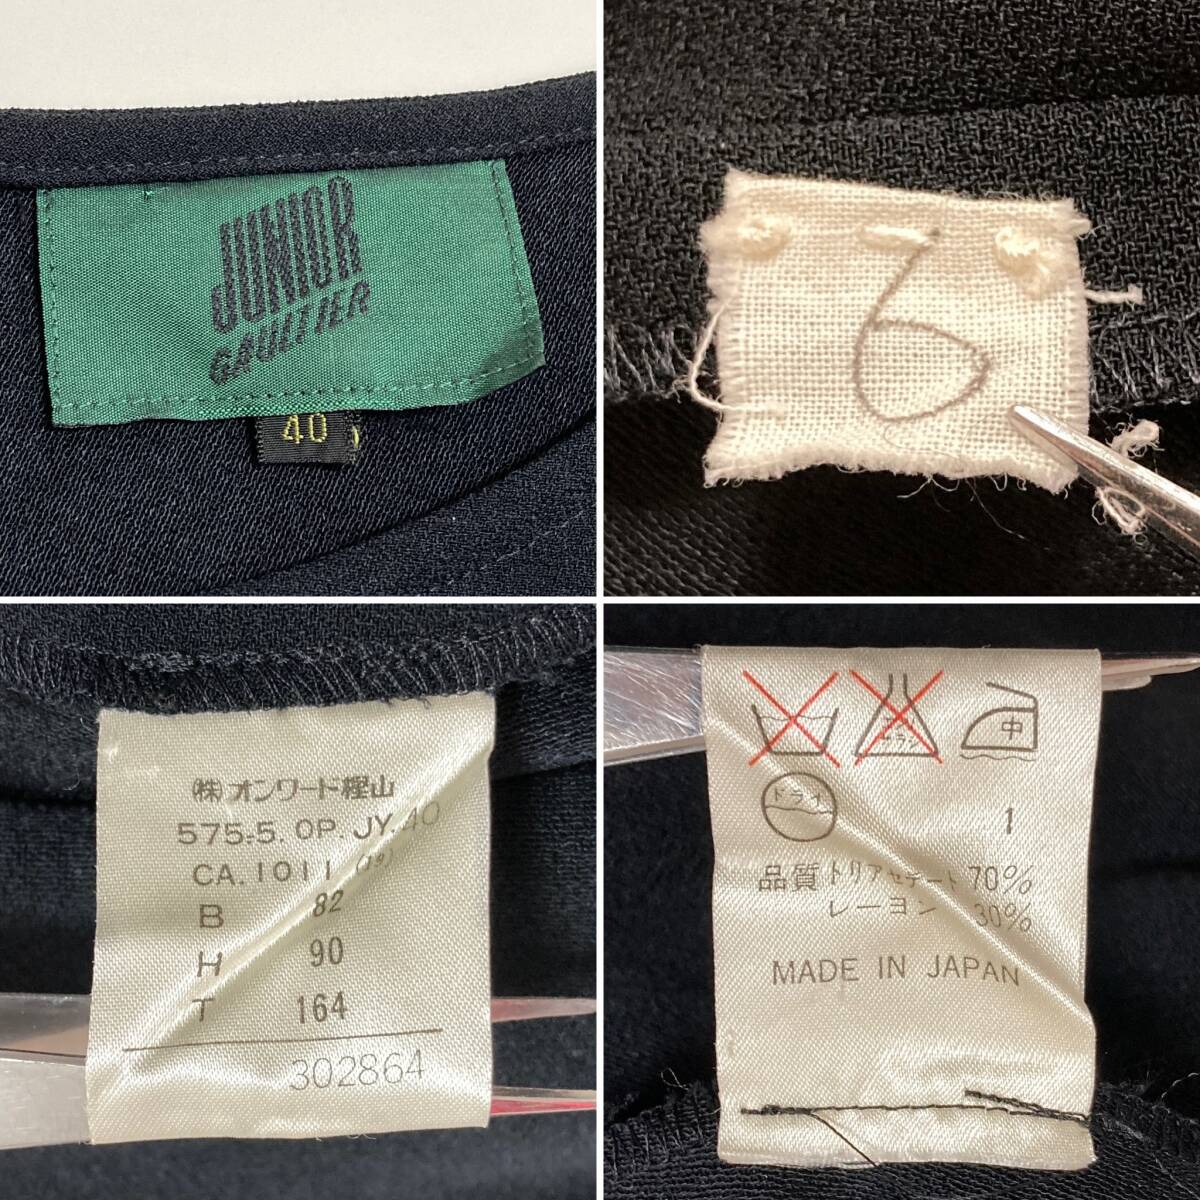 JUNIOR
GAULTIER
40
6
㈱オンワード樫山
575-5.OP.JY.40
CA.1011 (19)
B 82
H 90
T 164
302864
中
ドライ
1
品質 トリアセテート 70%
レーヨン 30%
MADE IN JAPAN